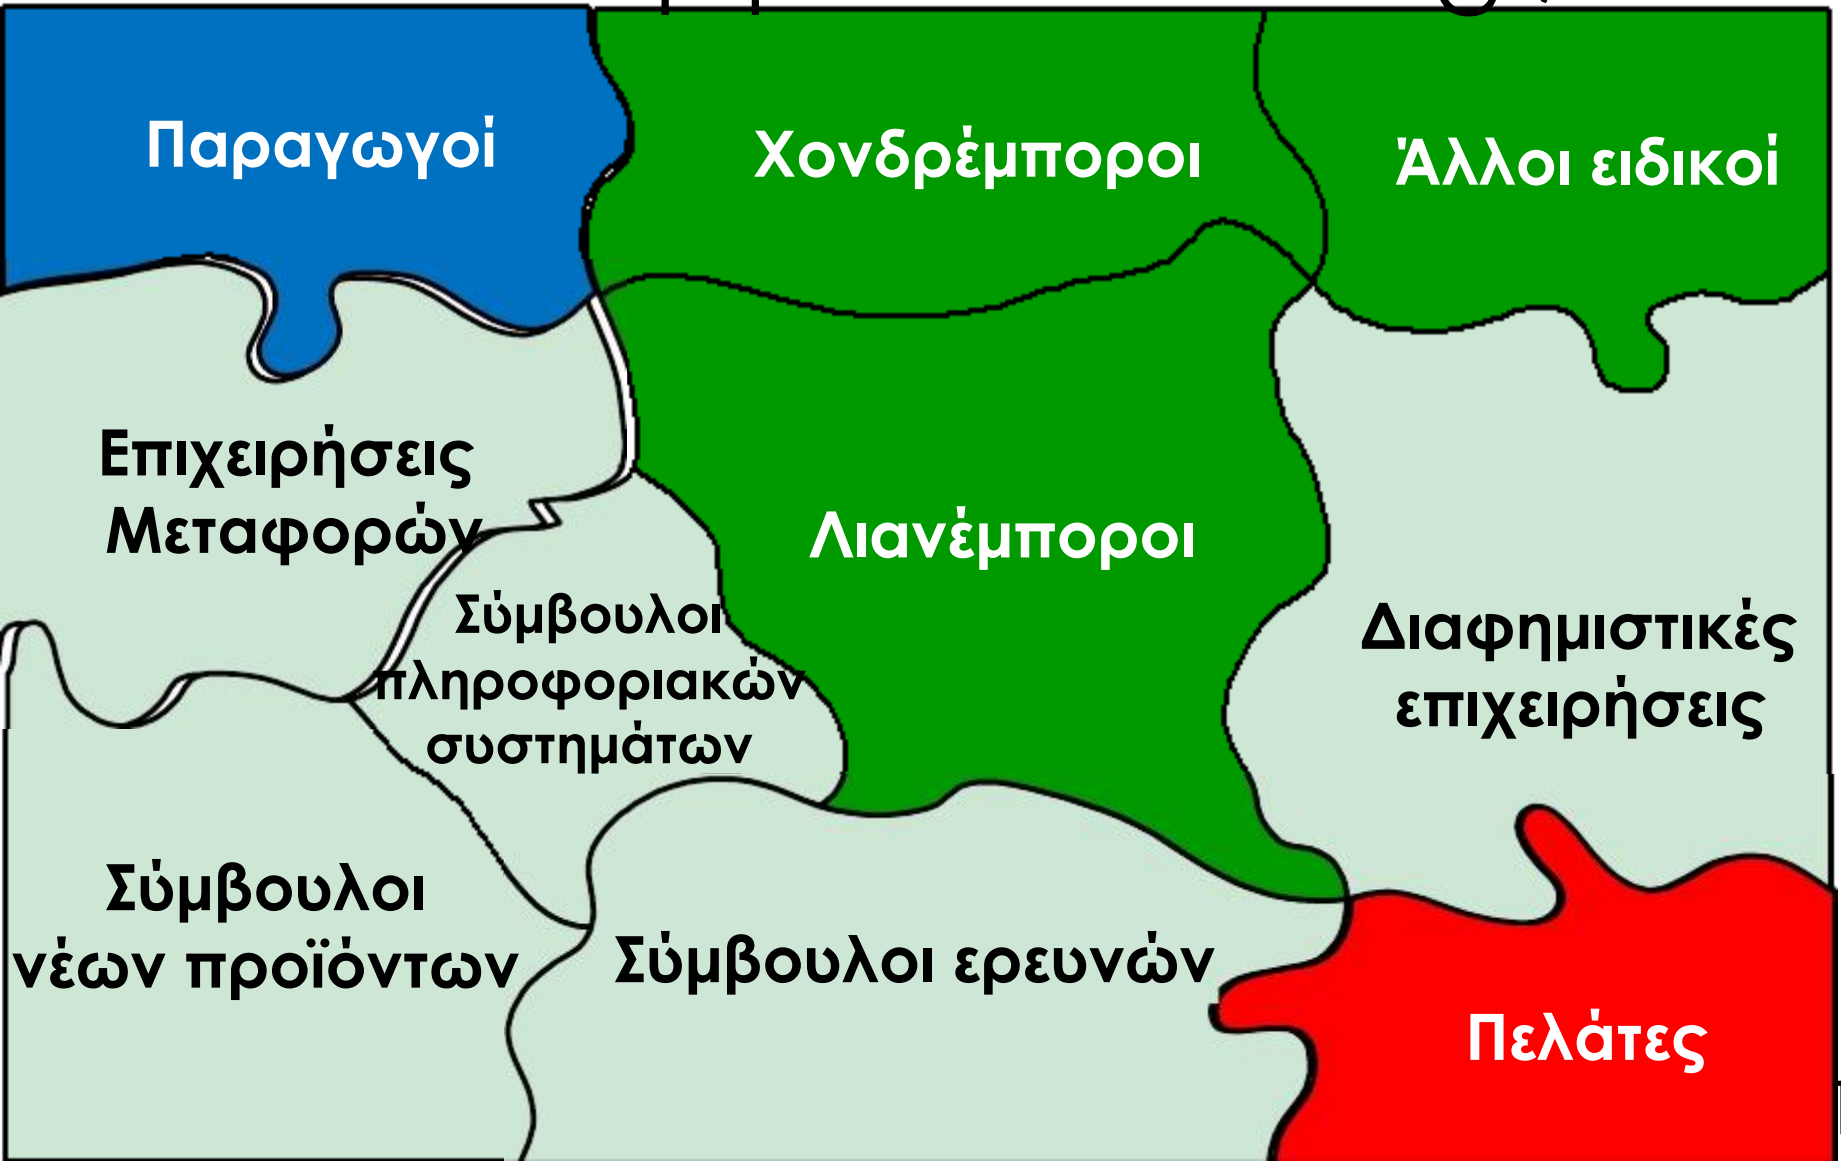 Παραγωγοί
Χονδρέμποροι
Άλλοι ειδικοί
Επιχειρήσεις
Μεταφορών
Λιανέμποροι
Σύμβουλοι
πληροφοριακών
συστημάτων
Διαφημιστικές
επιχειρήσεις
Σύμβουλοι
νέων προϊόντων
Σύμβουλοι ερευνών
Πελάτες